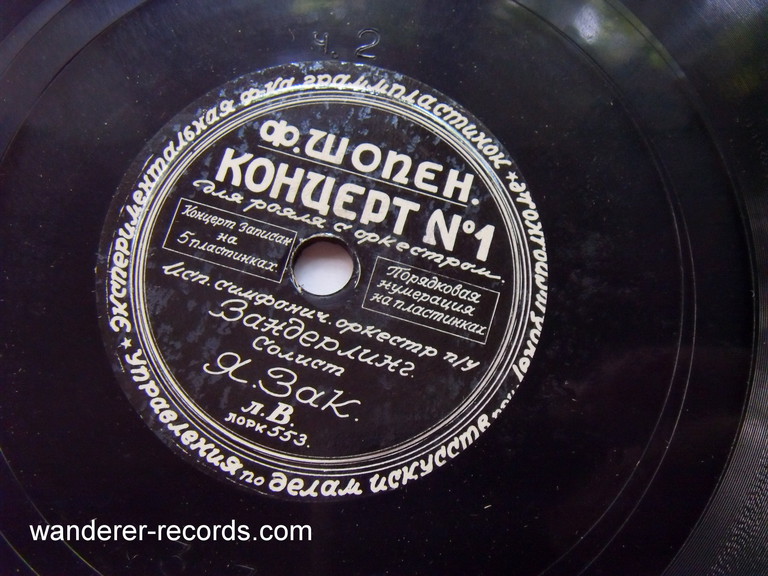 ч. 2
★ Экспериментальная ф-ка граммпластинок ★
Управления по делам искусств
Ф. ШОПЕН.
КОНЦЕРТ №1
для рояля с оркестром.
Концерт записан
на
5 пластинках.
Порядковая
нумерация
на пластинках.
Исп. симфонич. оркестр п/у
Зандерлинг.
Солист
Я. Зак.
Л. В.
ЛОРК 553.
wanderer-records.com